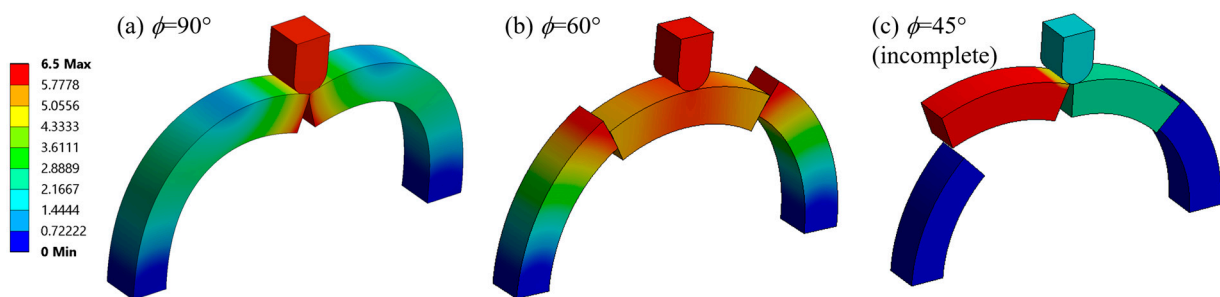 (a) ϕ=90°
(b) ϕ=60°
(c) ϕ=45°
(incomplete)
6.5 Max
5.7778
5.0556
4.3333
3.6111
2.8889
2.1667
1.4444
0.72222
0 Min